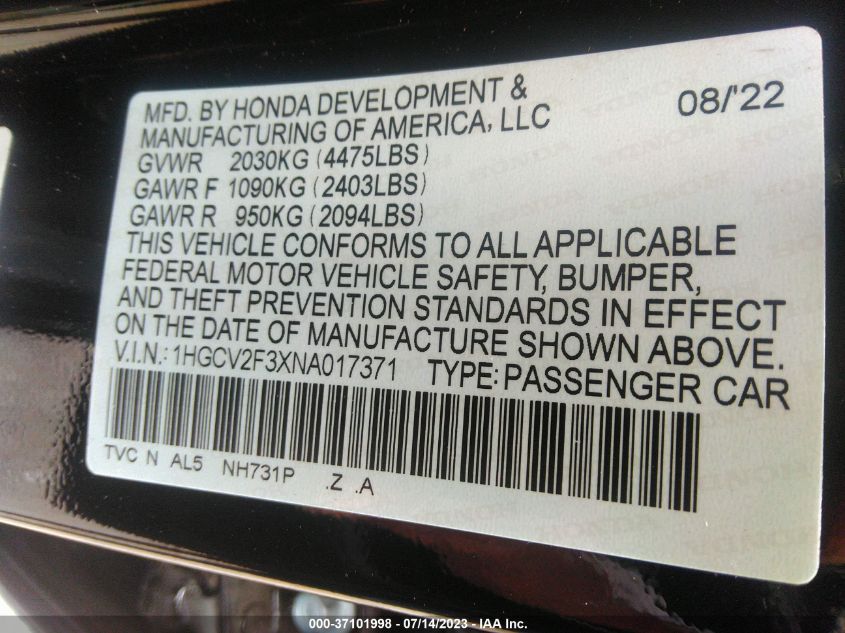 MFD. BY HONDA DEVELOPMENT &
MANUFACTURING OF AMERICA, LLC
08/'22
GVWR 2030KG (4475LBS)
GAWR F 1090KG (2403LBS)
GAWR R 950KG (2094LBS)
THIS VEHICLE CONFORMS TO ALL APPLICABLE
FEDERAL MOTOR VEHICLE SAFETY, BUMPER,
AND THEFT PREVENTION STANDARDS IN EFFECT
ON THE DATE OF MANUFACTURE SHOWN ABOVE.
V.I.N.: 1HGCV2F3XNA017371 TYPE: PASSENGER CAR
TVC N AL5 NH731P .Z .A
000-37101998 - 07/14/2023 - IAA Inc.